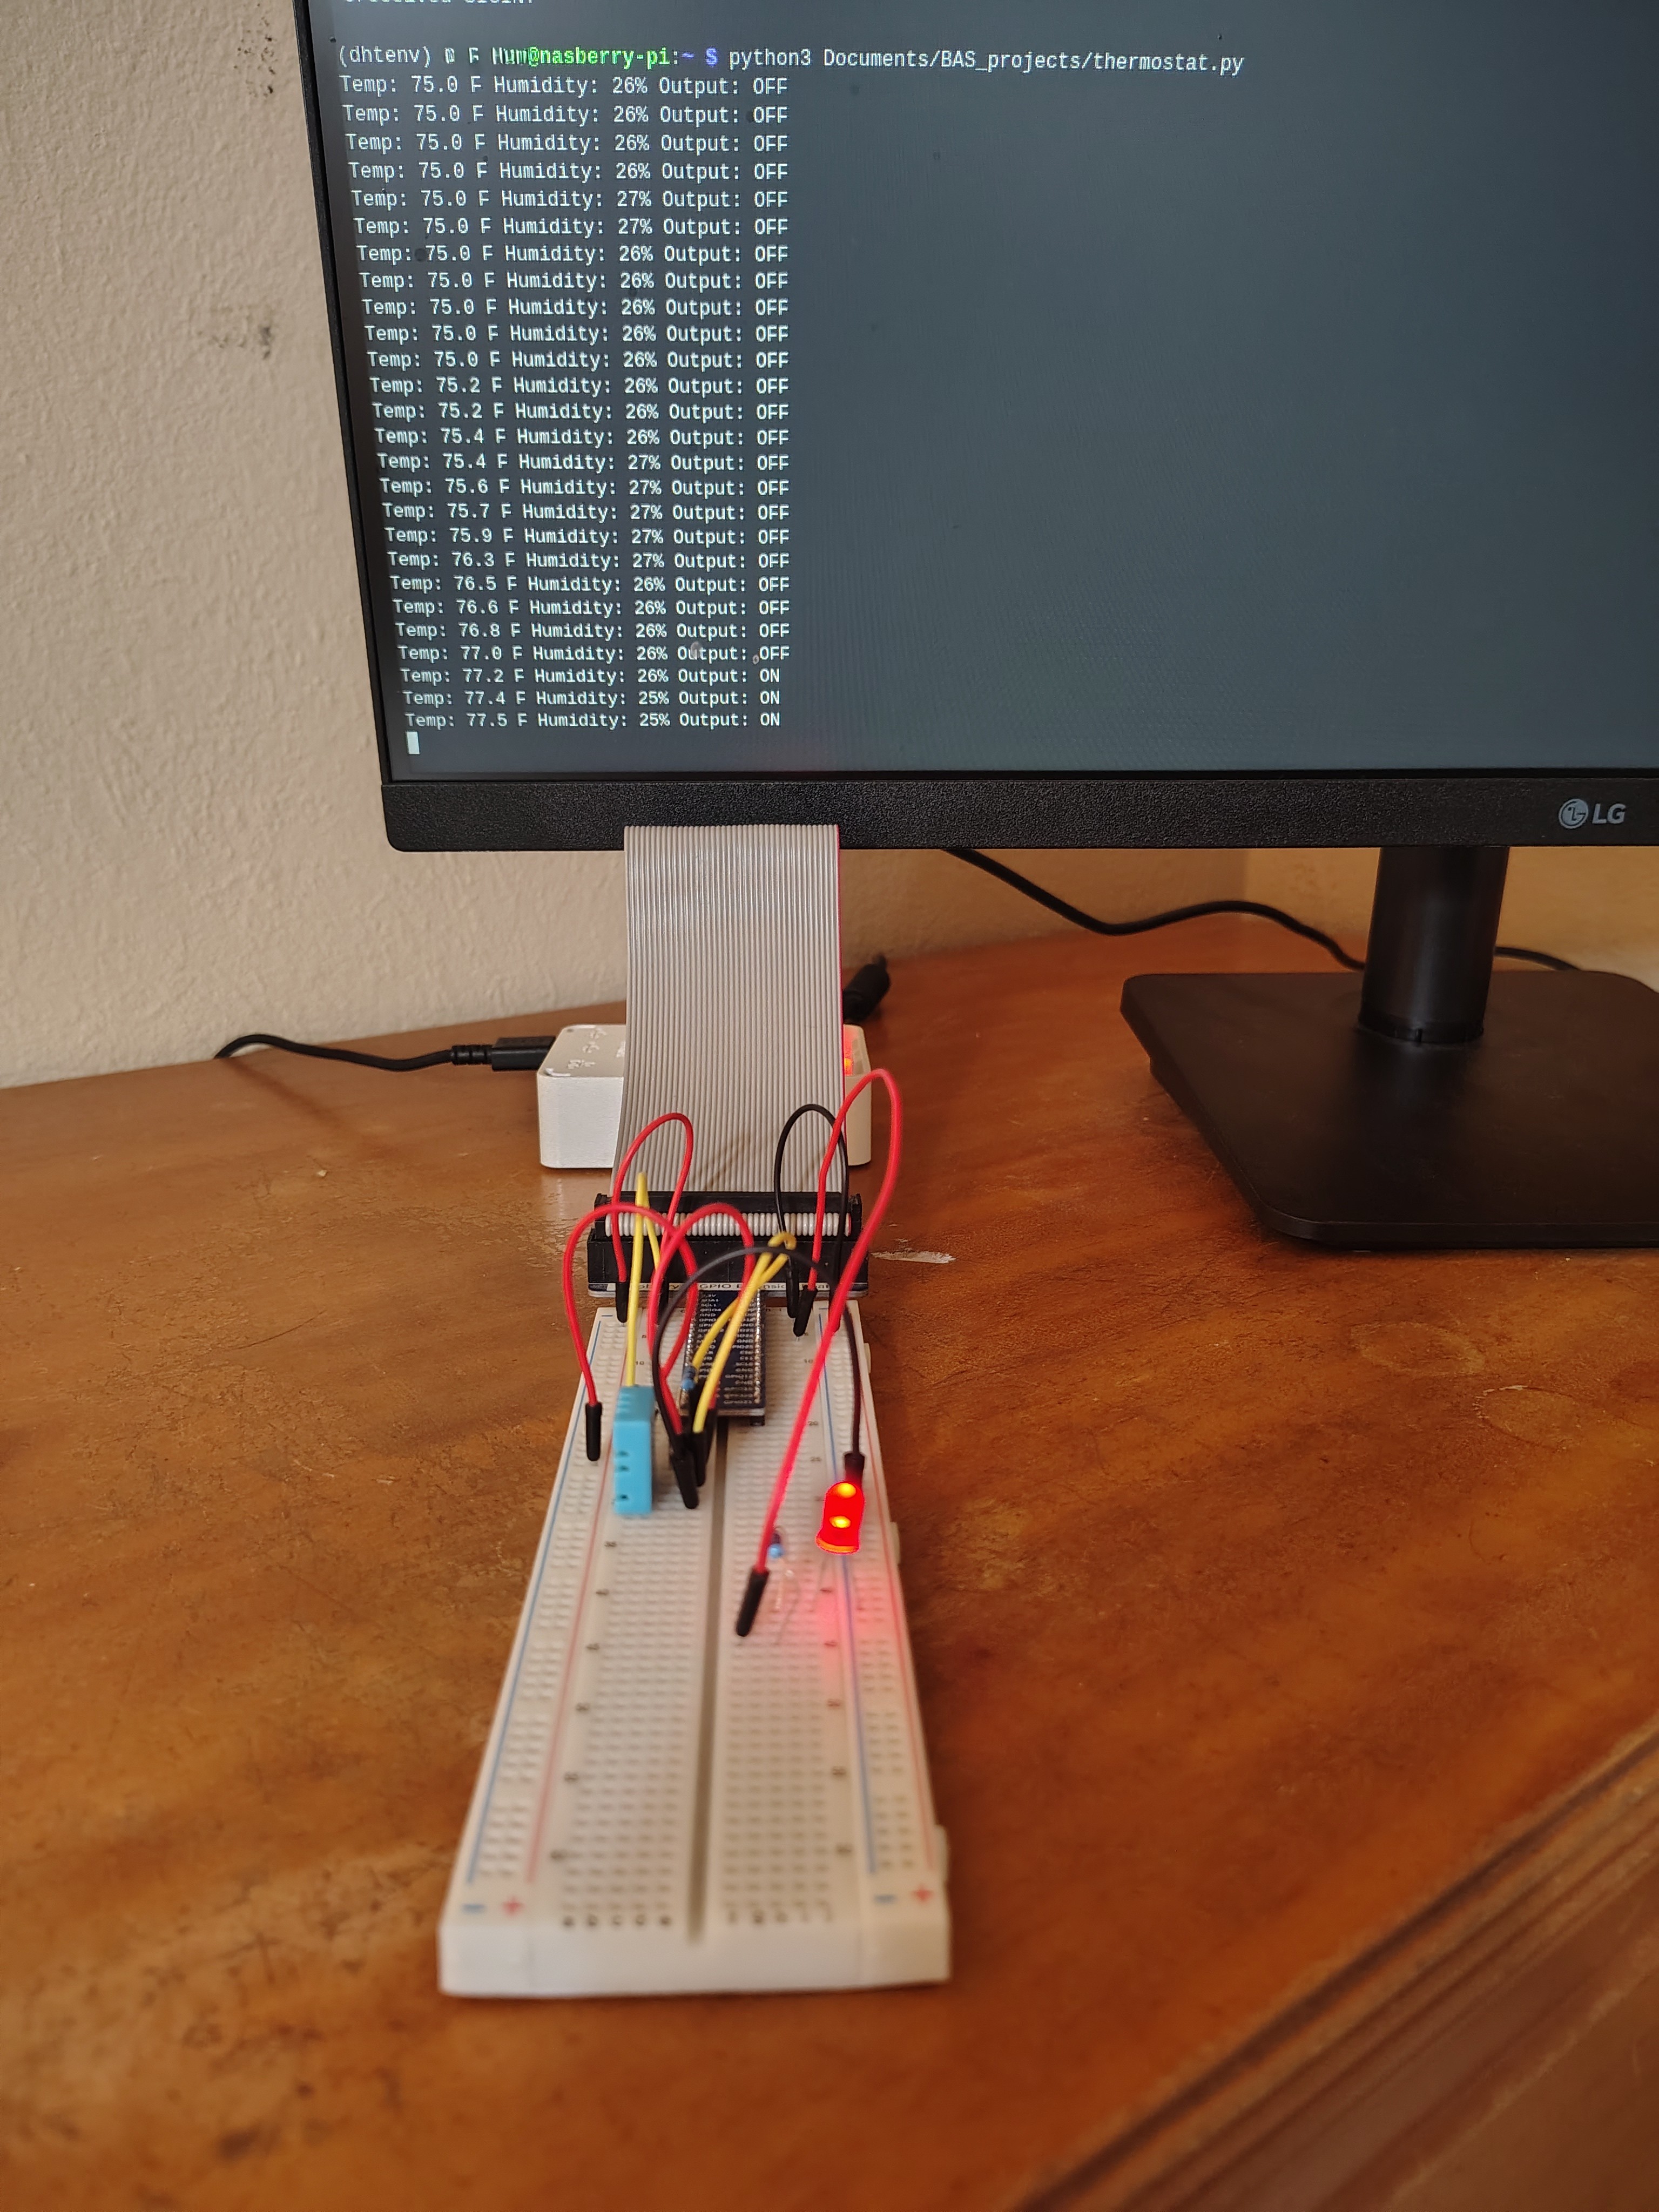 (dhtenv) @nasberry-pi:~ $ python3 Documents/BAS_projects/thermostat.py
Temp: 75.0 F Humidity: 26% Output: OFF
Temp: 75.0 F Humidity: 26% Output: OFF
Temp: 75.0 F Humidity: 26% Output: OFF
Temp: 75.0 F Humidity: 26% Output: OFF
Temp: 75.0 F Humidity: 27% Output: OFF
Temp: 75.0 F Humidity: 27% Output: OFF
Temp: 75.0 F Humidity: 26% Output: OFF
Temp: 75.0 F Humidity: 26% Output: OFF
Temp: 75.0 F Humidity: 26% Output: OFF
Temp: 75.0 F Humidity: 26% Output: OFF
Temp: 75.0 F Humidity: 26% Output: OFF
Temp: 75.2 F Humidity: 26% Output: OFF
Temp: 75.2 F Humidity: 26% Output: OFF
Temp: 75.4 F Humidity: 26% Output: OFF
Temp: 75.4 F Humidity: 27% Output: OFF
Temp: 75.6 F Humidity: 27% Output: OFF
Temp: 75.7 F Humidity: 27% Output: OFF
Temp: 75.9 F Humidity: 27% Output: OFF
Temp: 76.3 F Humidity: 27% Output: OFF
Temp: 76.5 F Humidity: 26% Output: OFF
Temp: 76.6 F Humidity: 26% Output: OFF
Temp: 76.8 F Humidity: 26% Output: OFF
Temp: 77.0 F Humidity: 26% Output: OFF
Temp: 77.2 F Humidity: 26% Output: ON
Temp: 77.4 F Humidity: 25% Output: ON
Temp: 77.5 F Humidity: 25% Output: ON
LG
GPIO